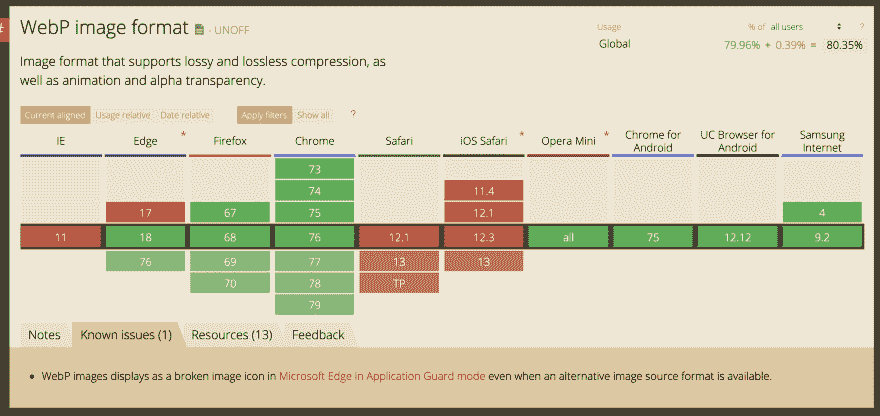 #
WebP image format - UNOFF
Usage % of all users ?
Global 79.96% + 0.39% = 80.35%
Image format that supports lossy and lossless compression, as
well as animation and alpha transparency.
Current aligned Usage relative Date relative Apply filters Show all ?
IE Edge * Firefox Chrome Safari iOS Safari * Opera Mini * Chrome for Android UC Browser for Android Samsung Internet
73
74 11.4
17 67 75 12.1 4
11 18 68 76 12.1 12.3 all 75 12.12 9.2
76 69 77 13 13
70 78 TP
79
Notes Known issues (1) Resources (13) Feedback
• WebP images displays as a broken image icon in Microsoft Edge in Application Guard mode even when an alternative image source format is available.